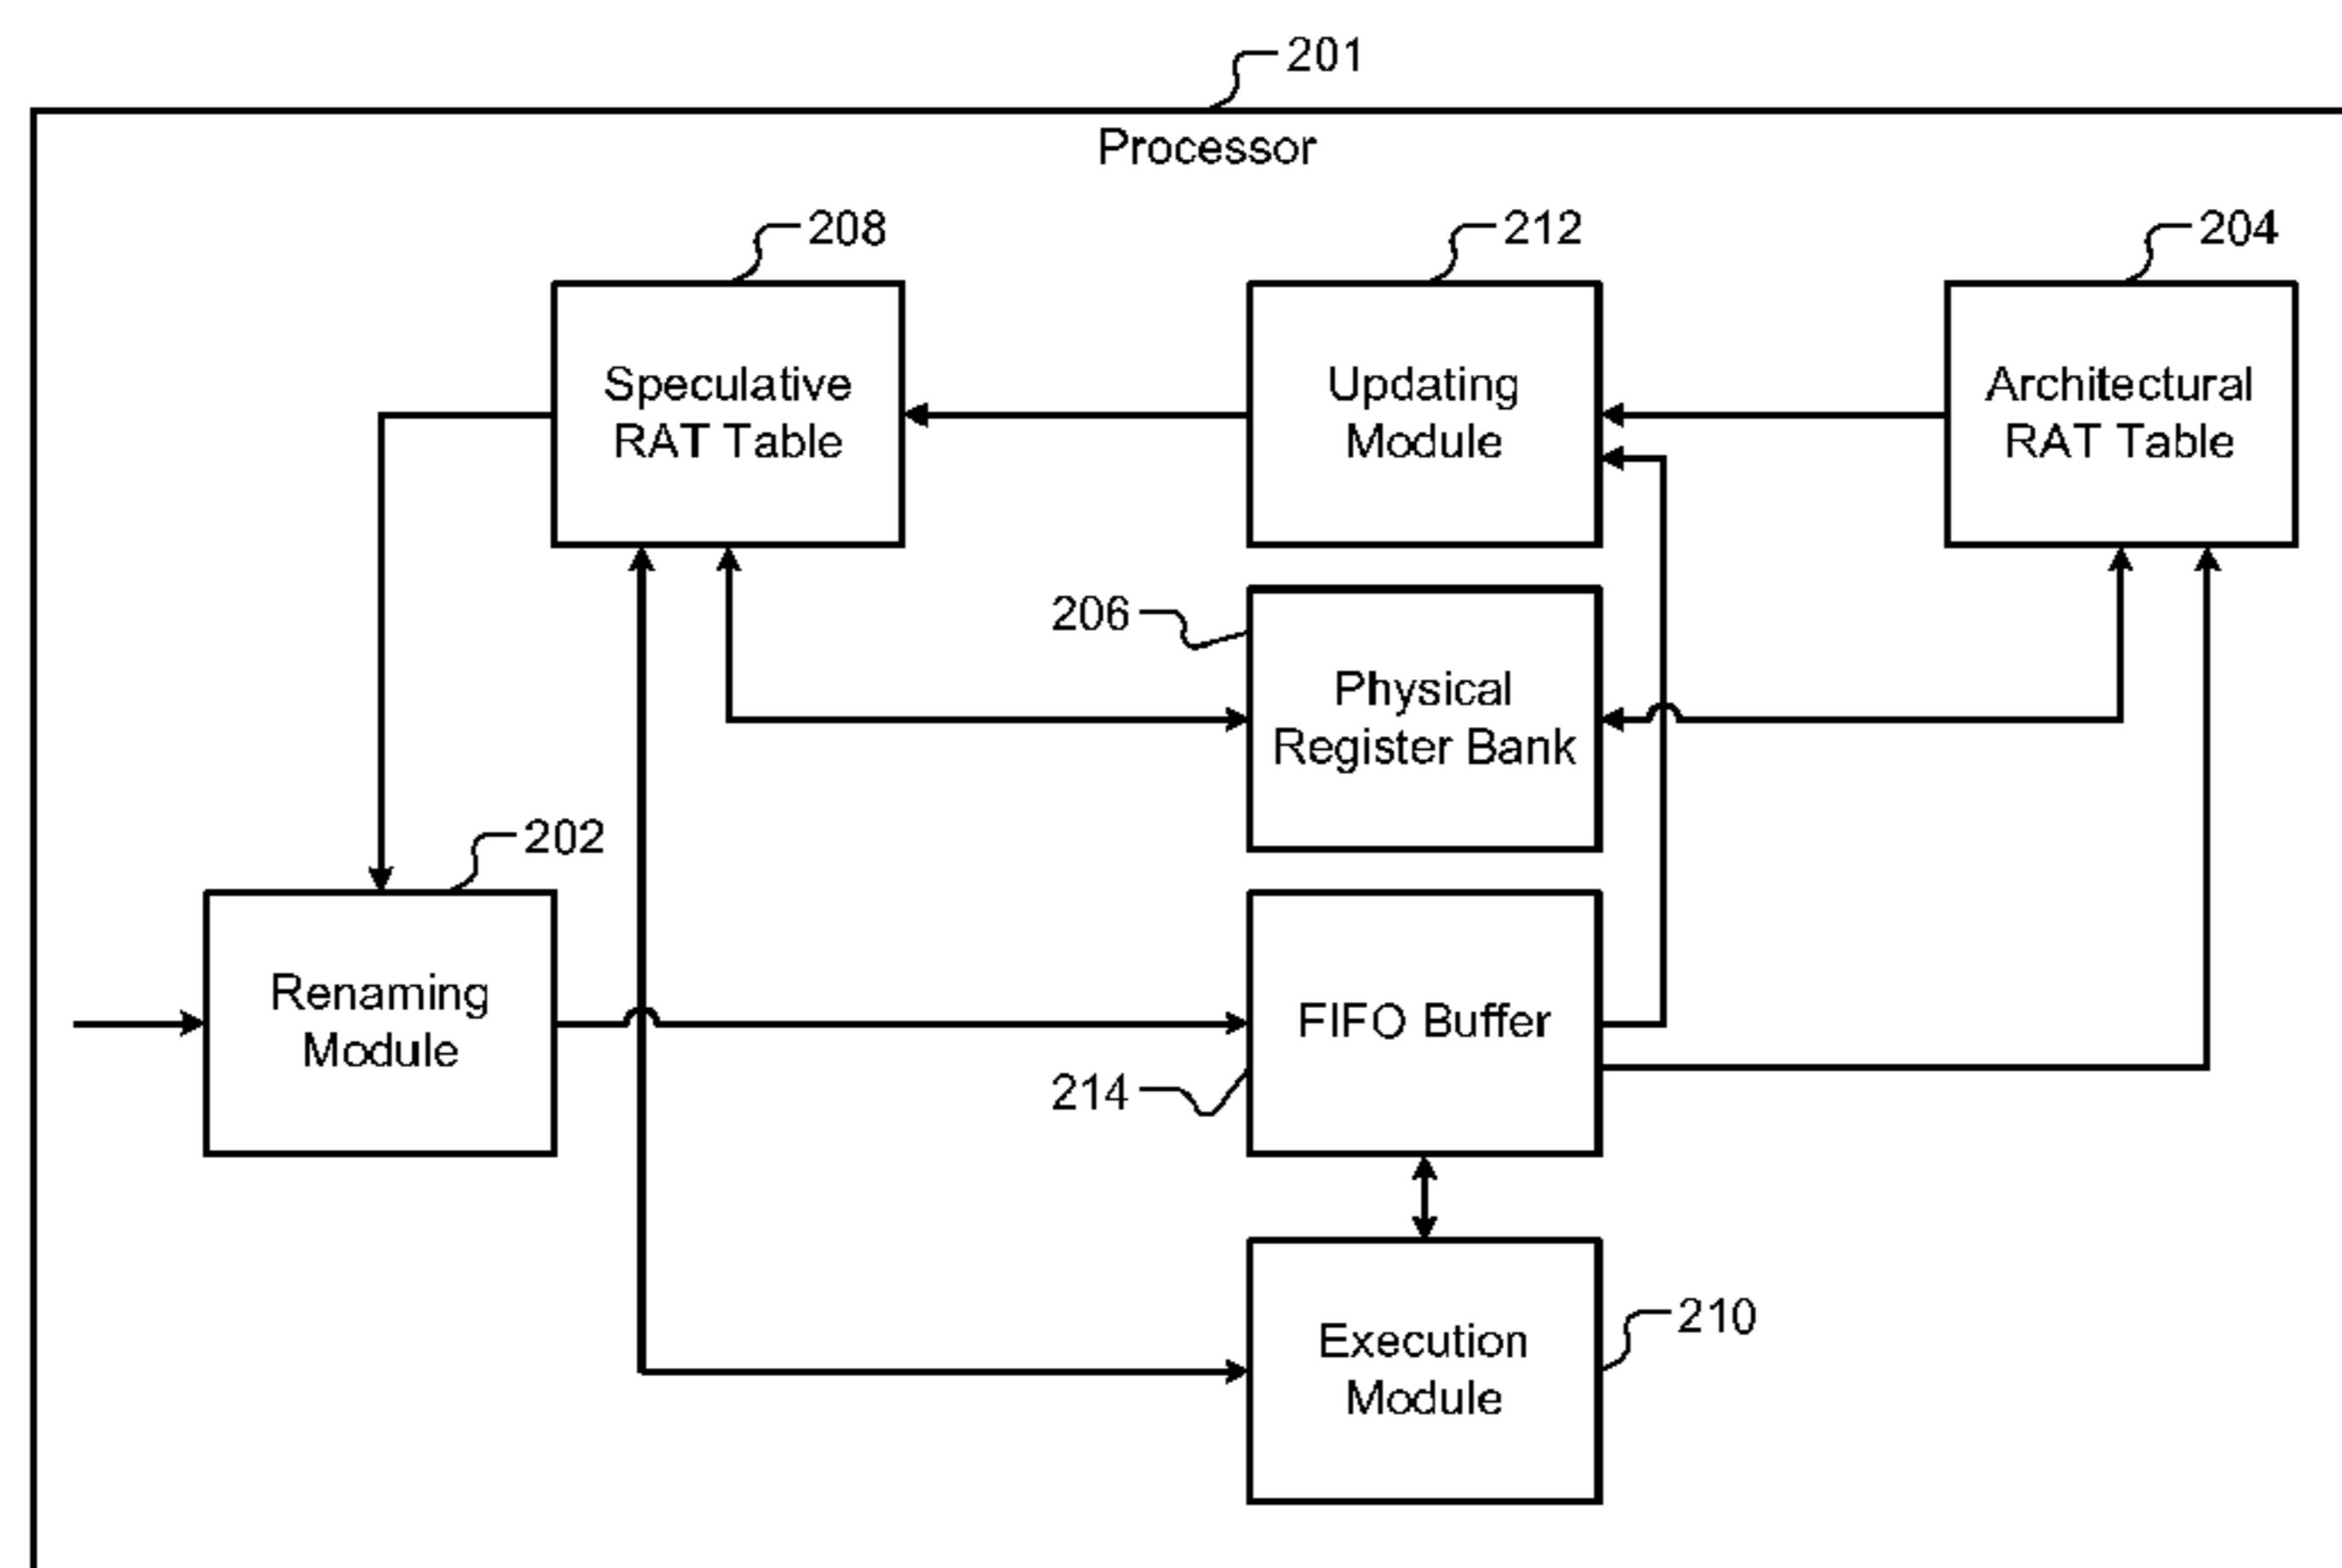 201
Processor
208
212
204
Speculative
RAT Table
Updating
Module
Architectural
RAT Table
206
Physical
Register Bank
202
Renaming
Module
FIFO Buffer
214
Execution
Module
210